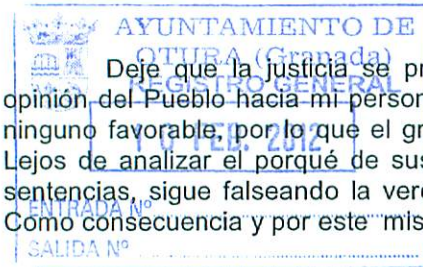 AYUNTAMIENTO DE
OTURA (Granada)
Deje que la justicia se pr
REGISTRO GENERAL
opinión del Pueblo hacia mi person
ninguno favorable, por lo que el gr
FEB. 2012
Lejos de analizar el porqué de sus
sentencias, sigue falseando la verd
ENTRADA Nº
Como consecuencia y por este mis
SALIDA Nº